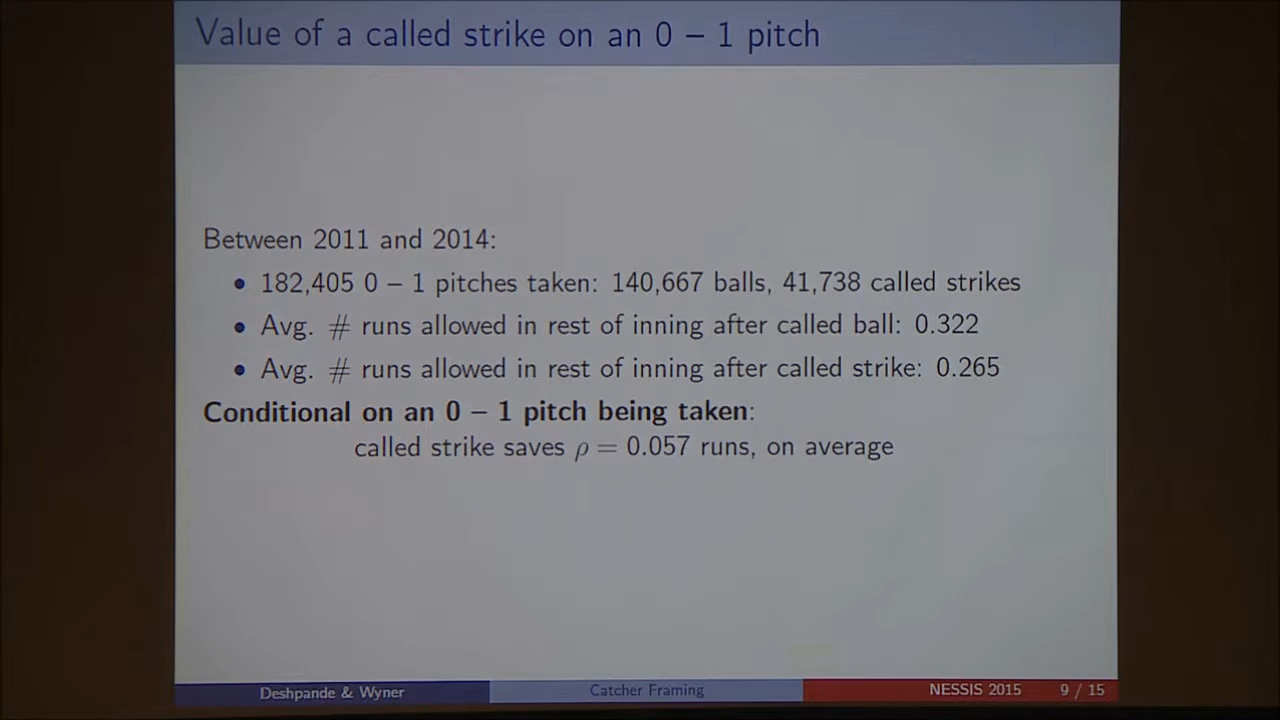 Value of a called strike on an 0 – 1 pitch
Between 2011 and 2014:
• 182,405 0 – 1 pitches taken: 140,667 balls, 41,738 called strikes
• Avg. # runs allowed in rest of inning after called ball: 0.322
• Avg. # runs allowed in rest of inning after called strike: 0.265
Conditional on an 0 – 1 pitch being taken:
called strike saves ρ = 0.057 runs, on average
Deshpande & Wyner Catcher Framing NESSIS 2015 9 / 15